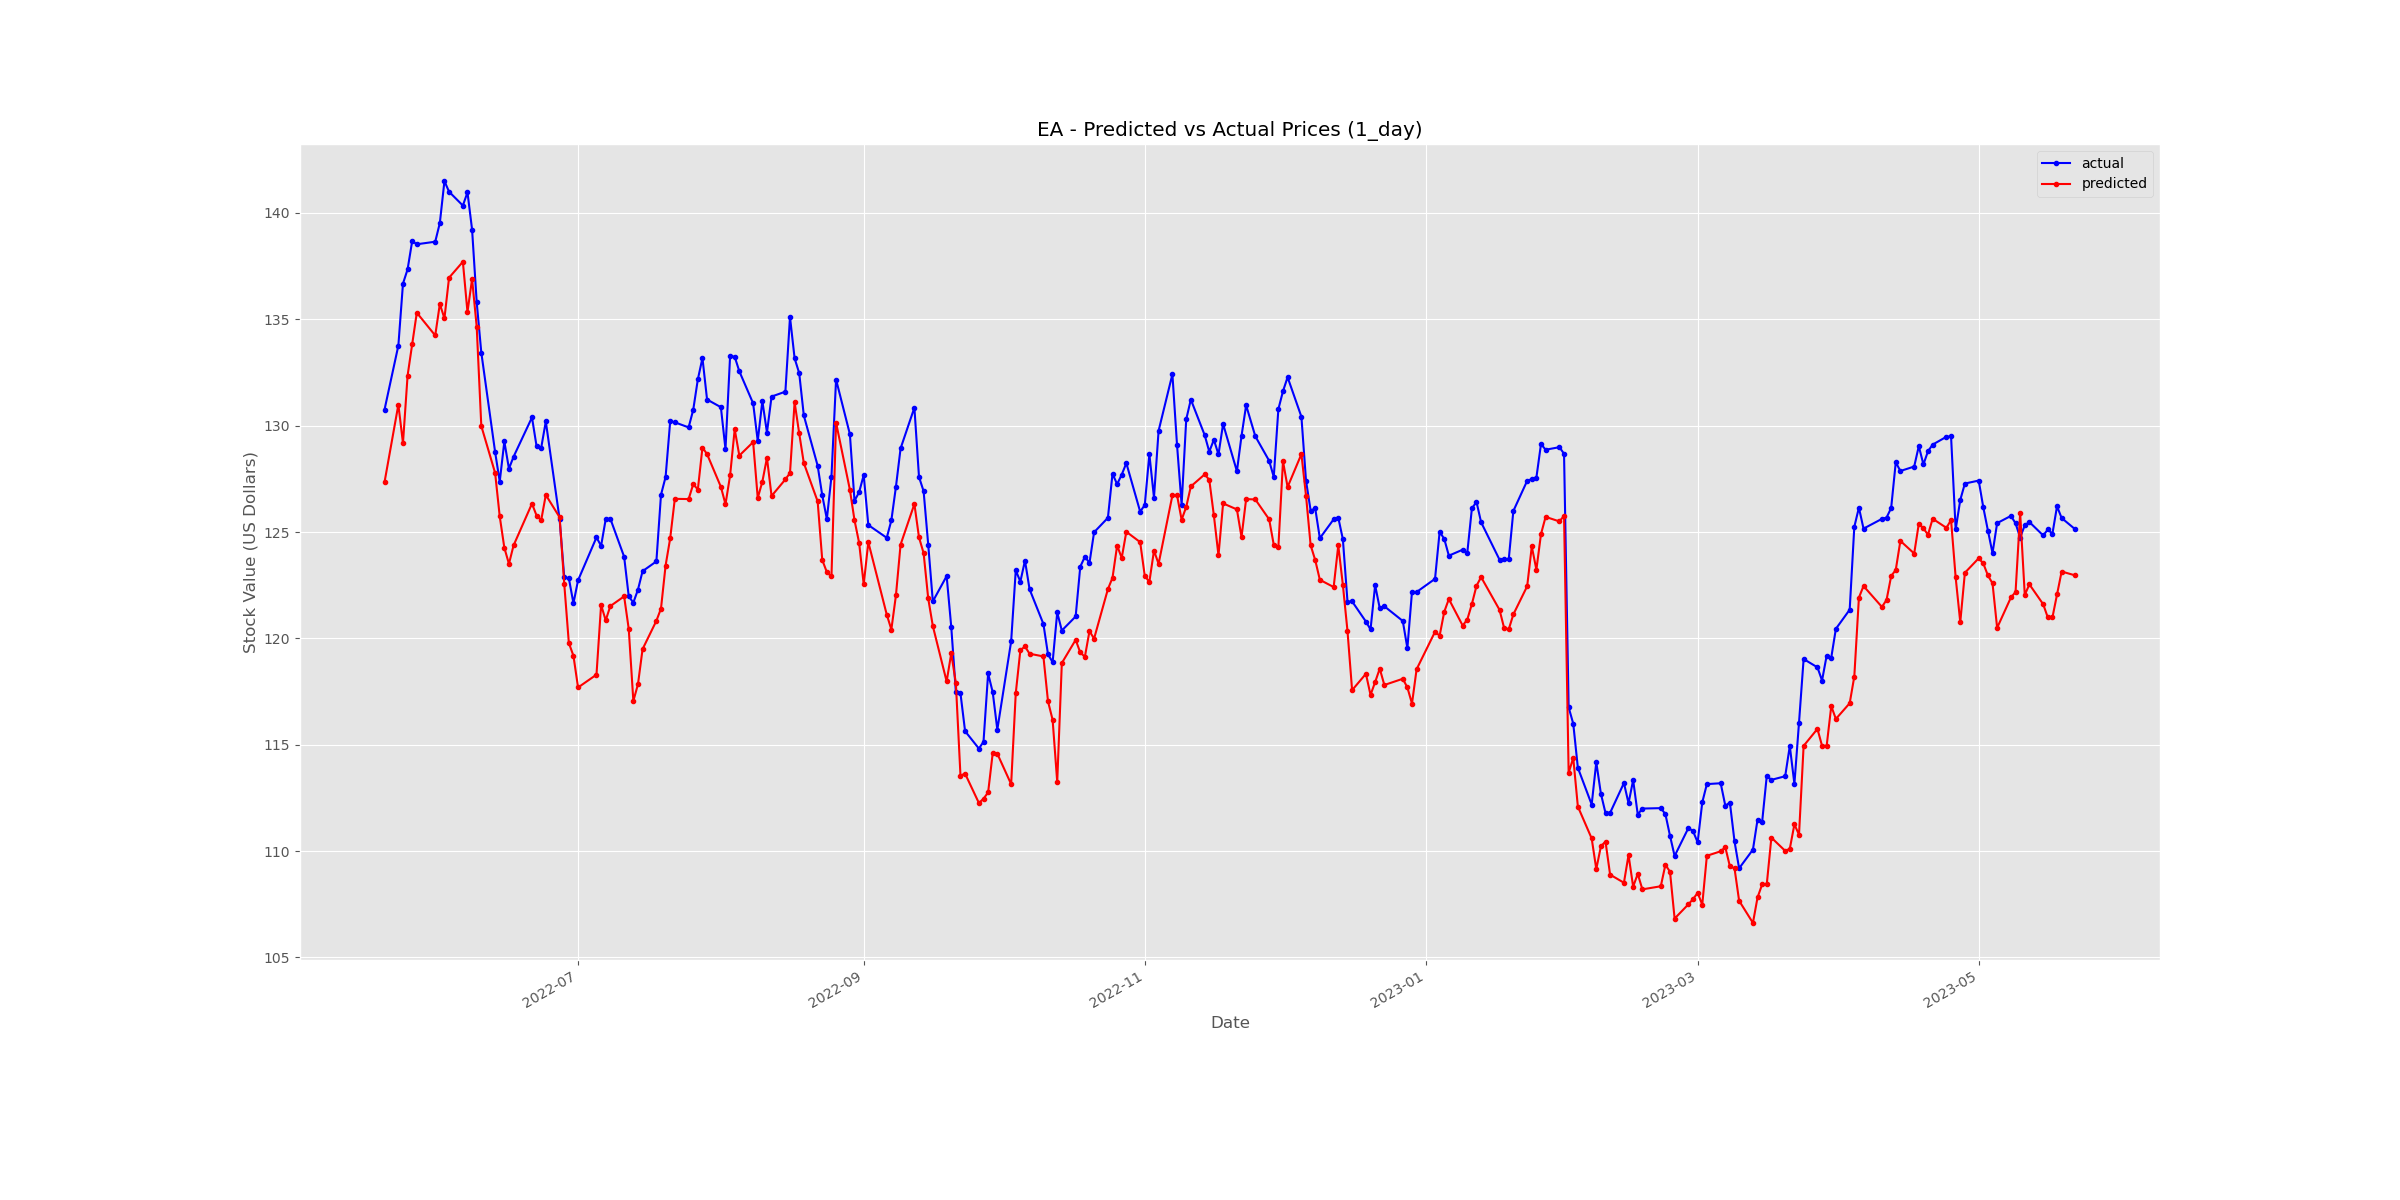 EA - Predicted vs Actual Prices (1_day)
actual
predicted
140
135
130
125
120
115
110
105
Stock Value (US Dollars)
2022-07
2022-09
2022-11
2023-01
2023-03
2023-05
Date